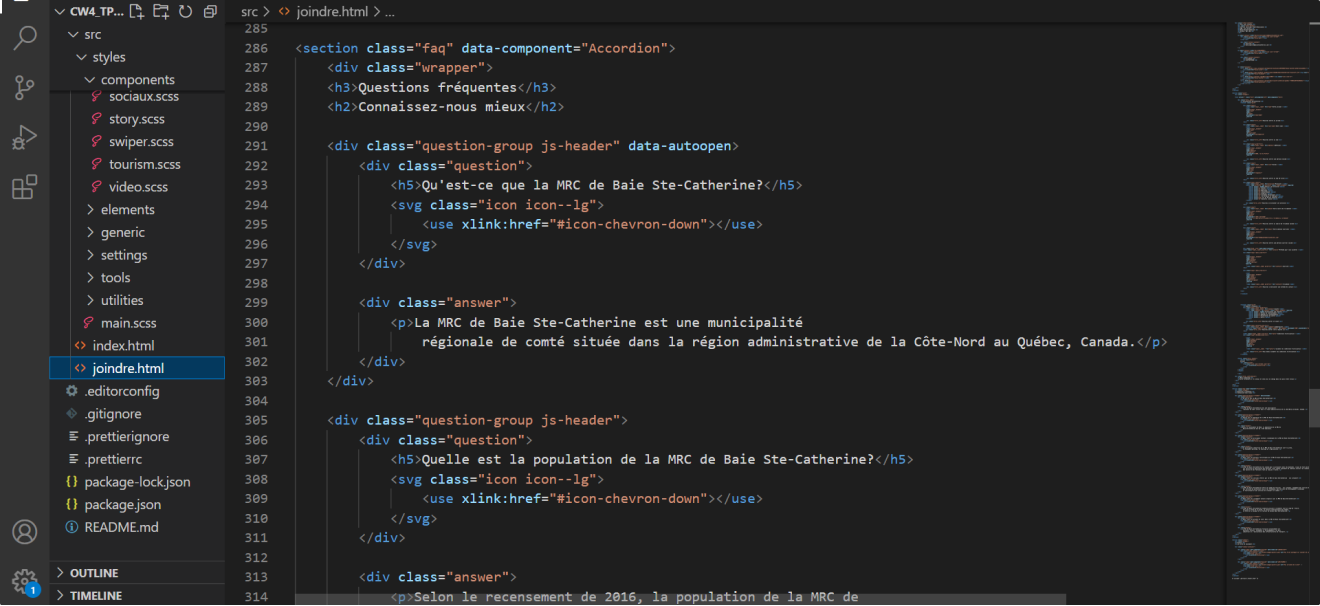 CW4_TP...
src
styles
components
sociaux.scss
story.scss
swiper.scss
tourism.scss
video.scss
elements
generic
settings
tools
utilities
main.scss
index.html
joindre.html
.editorconfig
.gitignore
.prettierignore
.prettierrc
package-lock.json
package.json
README.md
OUTLINE
TIMELINE
1
src > <> joindre.html > ...
285
286 <section class="faq" data-component="Accordion">
287 <div class="wrapper">
288 <h3>Questions fréquentes</h3>
289 <h2>Connaissez-nous mieux</h2>
290
291 <div class="question-group js-header" data-autoopen>
292 <div class="question">
293 <h5>Qu'est-ce que la MRC de Baie Ste-Catherine?</h5>
294 <svg class="icon icon--lg">
295 <use xlink:href="#icon-chevron-down"></use>
296 </svg>
297 </div>
298
299 <div class="answer">
300 <p>La MRC de Baie Ste-Catherine est une municipalité
301 régionale de comté située dans la région administrative de la Côte-Nord au Québec, Canada.</p>
302 </div>
303 </div>
304
305 <div class="question-group js-header">
306 <div class="question">
307 <h5>Quelle est la population de la MRC de Baie Ste-Catherine?</h5>
308 <svg class="icon icon--lg">
309 <use xlink:href="#icon-chevron-down"></use>
310 </svg>
311 </div>
312
313 <div class="answer">
314 <p>Selon le recensement de 2016, la population de la MRC de